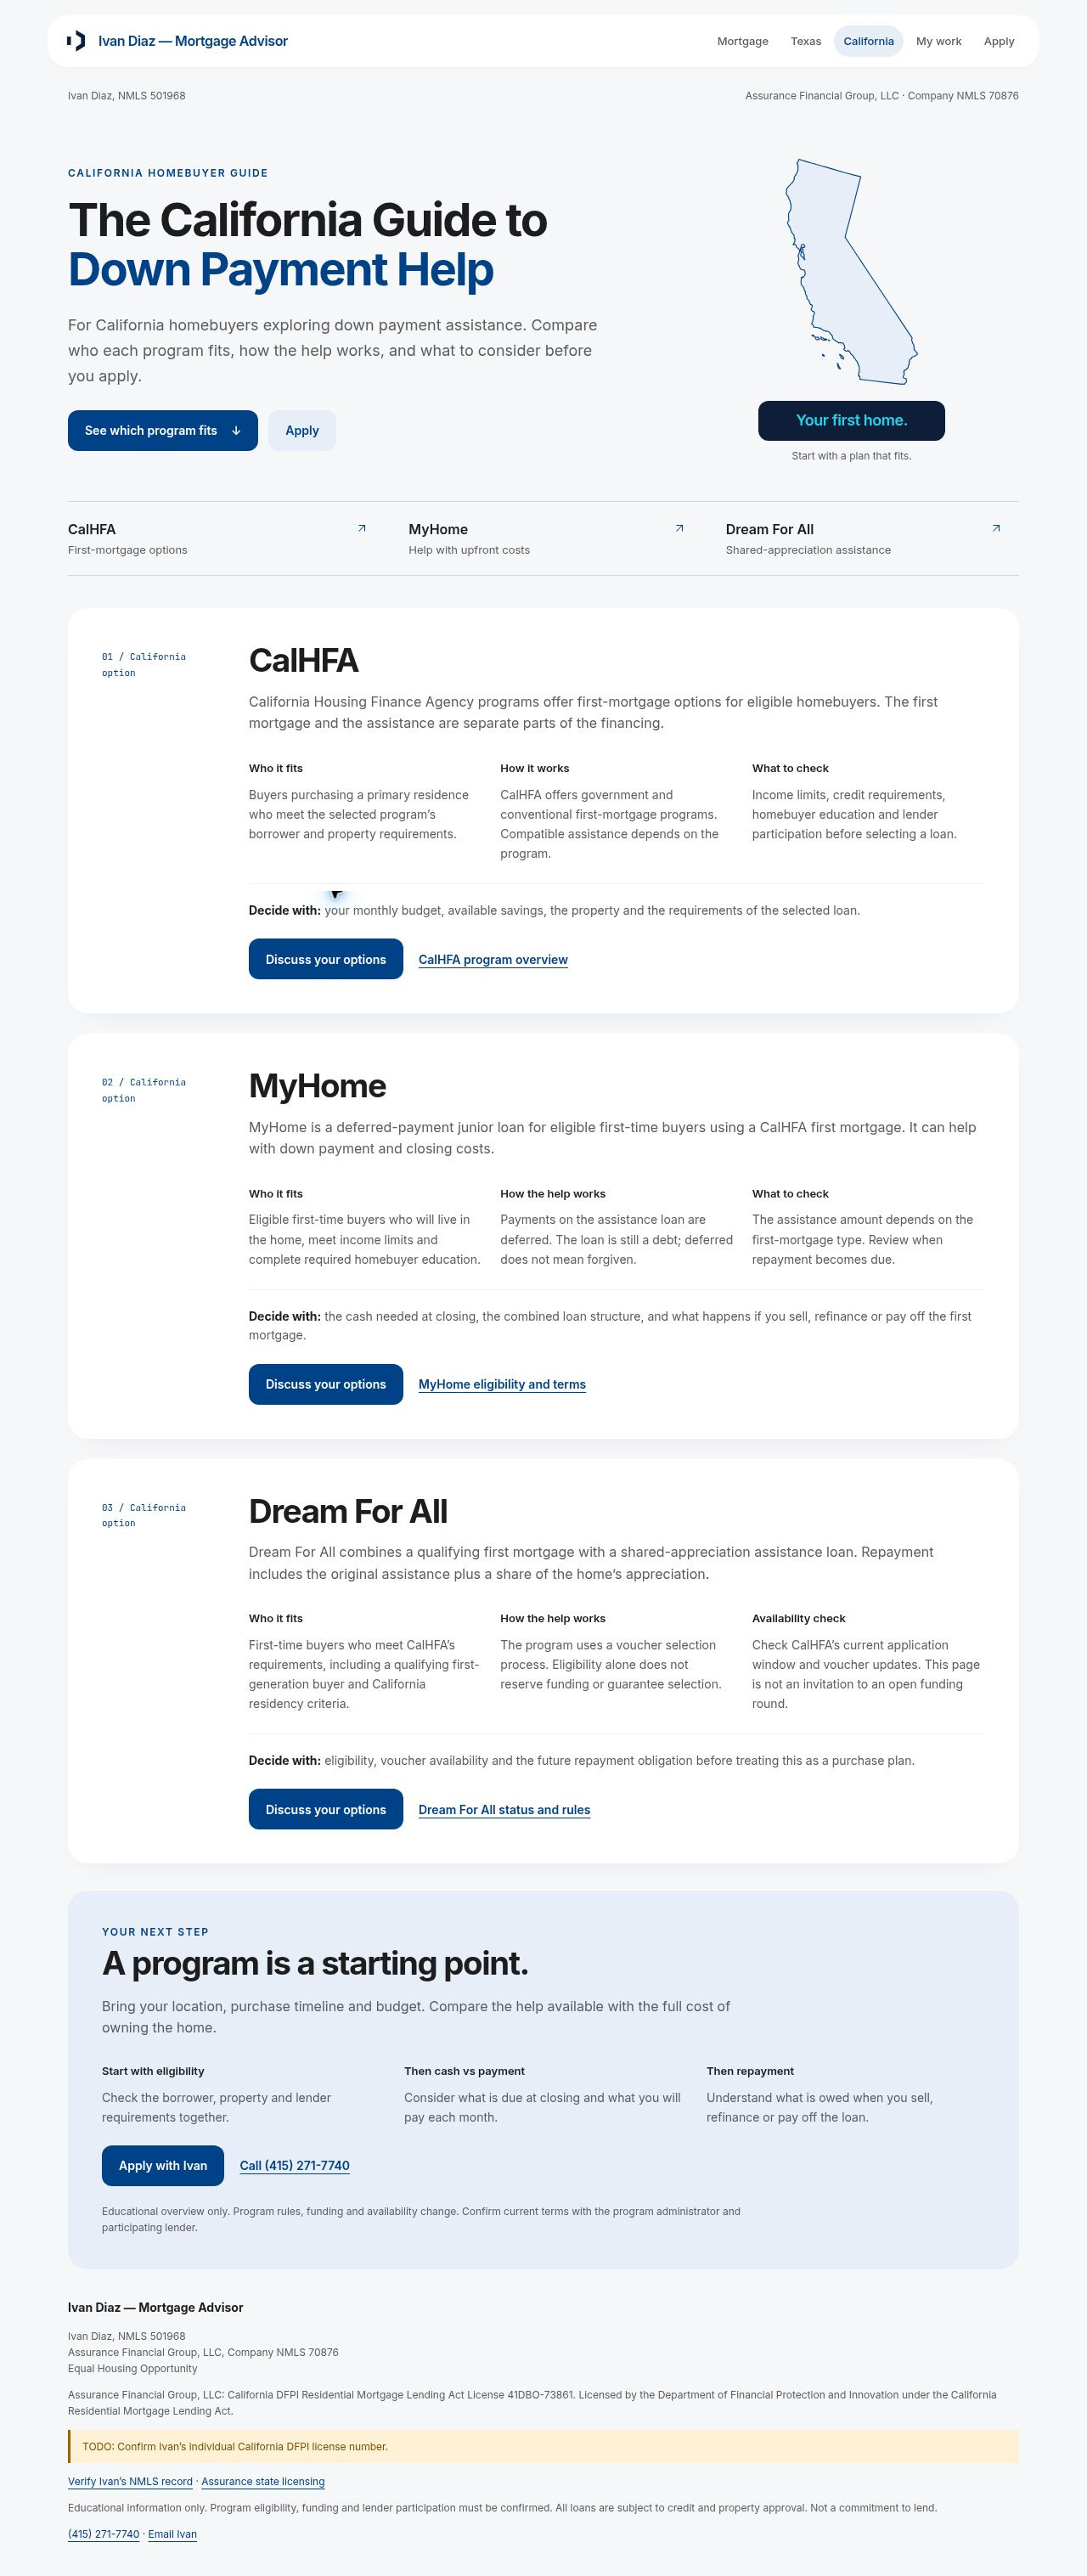 Ivan Diaz — Mortgage Advisor
Mortgage
Texas
California
My work
Apply
Ivan Diaz, NMLS 501968
Assurance Financial Group, LLC · Company NMLS 70876
CALIFORNIA HOMEBUYER GUIDE
The California Guide to
Down Payment Help
For California homebuyers exploring down payment assistance. Compare
who each program fits, how the help works, and what to consider before
you apply.
See which program fits ↓
Apply
Your first home.
Start with a plan that fits.
CalHFA
First-mortgage options
MyHome
Help with upfront costs
Dream For All
Shared-appreciation assistance
01 / California
option
CalHFA
California Housing Finance Agency programs offer first-mortgage options for eligible homebuyers. The first
mortgage and the assistance are separate parts of the financing.
Who it fits
Buyers purchasing a primary residence
who meet the selected program’s
borrower and property requirements.
How it works
CalHFA offers government and
conventional first-mortgage programs.
Compatible assistance depends on the
program.
What to check
Income limits, credit requirements,
homebuyer education and lender
participation before selecting a loan.
Decide with: your monthly budget, available savings, the property and the requirements of the selected loan.
Discuss your options
CalHFA program overview
02 / California
option
MyHome
MyHome is a deferred-payment junior loan for eligible first-time buyers using a CalHFA first mortgage. It can help
with down payment and closing costs.
Who it fits
Eligible first-time buyers who will live in
the home, meet income limits and
complete required homebuyer education.
How the help works
Payments on the assistance loan are
deferred. The loan is still a debt; deferred
does not mean forgiven.
What to check
The assistance amount depends on the
first-mortgage type. Review when
repayment becomes due.
Decide with: the cash needed at closing, the combined loan structure, and what happens if you sell, refinance or pay off the first
mortgage.
Discuss your options
MyHome eligibility and terms
03 / California
option
Dream For All
Dream For All combines a qualifying first mortgage with a shared-appreciation assistance loan. Repayment
includes the original assistance plus a share of the home’s appreciation.
Who it fits
First-time buyers who meet CalHFA’s
requirements, including a qualifying first-
generation buyer and California
residency criteria.
How the help works
The program uses a voucher selection
process. Eligibility alone does not
reserve funding or guarantee selection.
Availability check
Check CalHFA’s current application
window and voucher updates. This page
is not an invitation to an open funding
round.
Decide with: eligibility, voucher availability and the future repayment obligation before treating this as a purchase plan.
Discuss your options
Dream For All status and rules
YOUR NEXT STEP
A program is a starting point.
Bring your location, purchase timeline and budget. Compare the help available with the full cost of
owning the home.
Start with eligibility
Check the borrower, property and lender
requirements together.
Then cash vs payment
Consider what is due at closing and what you will
pay each month.
Then repayment
Understand what is owed when you sell,
refinance or pay off the loan.
Apply with Ivan
Call (415) 271-7740
Educational overview only. Program rules, funding and availability change. Confirm current terms with the program administrator and
participating lender.
Ivan Diaz — Mortgage Advisor
Ivan Diaz, NMLS 501968
Assurance Financial Group, LLC, Company NMLS 70876
Equal Housing Opportunity
Assurance Financial Group, LLC: California DFPI Residential Mortgage Lending Act License 41DBO-73861. Licensed by the Department of Financial Protection and Innovation under the California
Residential Mortgage Lending Act.
TODO: Confirm Ivan’s individual California DFPI license number.
Verify Ivan’s NMLS record · Assurance state licensing
Educational information only. Program eligibility, funding and lender participation must be confirmed. All loans are subject to credit and property approval. Not a commitment to lend.
(415) 271-7740 · Email Ivan